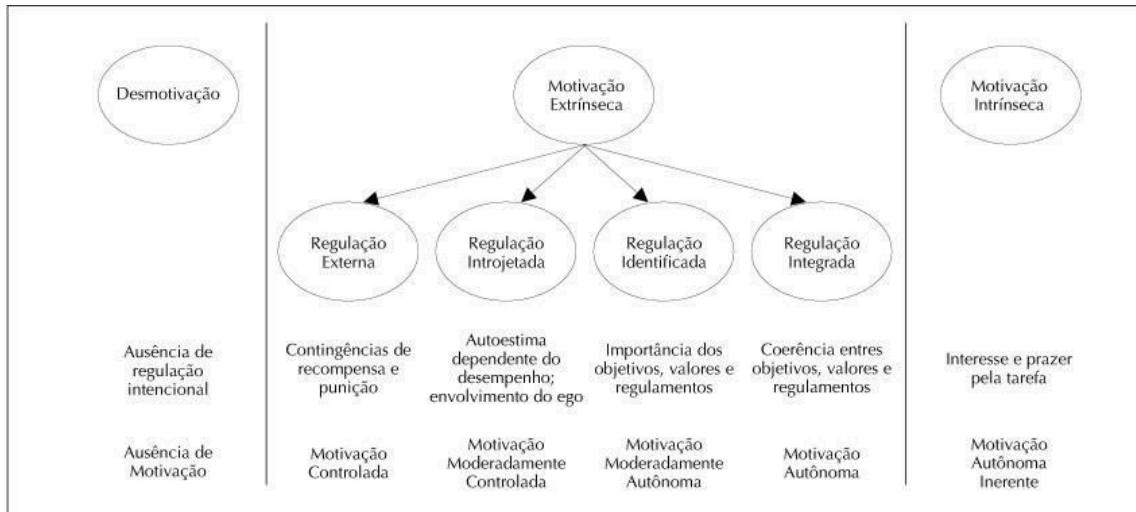 Desmotivação
Motivação
Extrínseca
Motivação
Intrínseca
Regulação
Externa
Regulação
Introjetada
Regulação
Identificada
Regulação
Integrada
Ausência de
regulação
intencional
Contingências de
recompensa e
punição
Autoestima
dependente do
desempenho;
envolvimento do ego
Importância dos
objetivos, valores e
regulamentos
Coerência entres
objetivos, valores e
regulamentos
Interesse e prazer
pela tarefa
Ausência de
Motivação
Motivação
Controlada
Motivação
Moderadamente
Controlada
Motivação
Moderadamente
Autônoma
Motivação
Autônoma
Motivação
Autônoma
Inerente